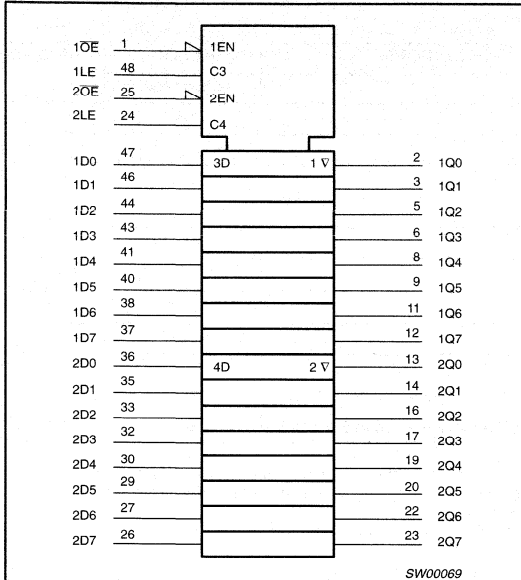 1O̅E̅ 1 1EN
1LE 48 C3
2O̅E̅ 25 2EN
2LE 24 C4
1D0 47 3D 1 ∇ 2 1Q0
1D1 46 3 1Q1
1D2 44 5 1Q2
1D3 43 6 1Q3
1D4 41 8 1Q4
1D5 40 9 1Q5
1D6 38 11 1Q6
1D7 37 12 1Q7
2D0 36 4D 2 ∇ 13 2Q0
2D1 35 14 2Q1
2D2 33 16 2Q2
2D3 32 17 2Q3
2D4 30 19 2Q4
2D5 29 20 2Q5
2D6 27 22 2Q6
2D7 26 23 2Q7
SW00069